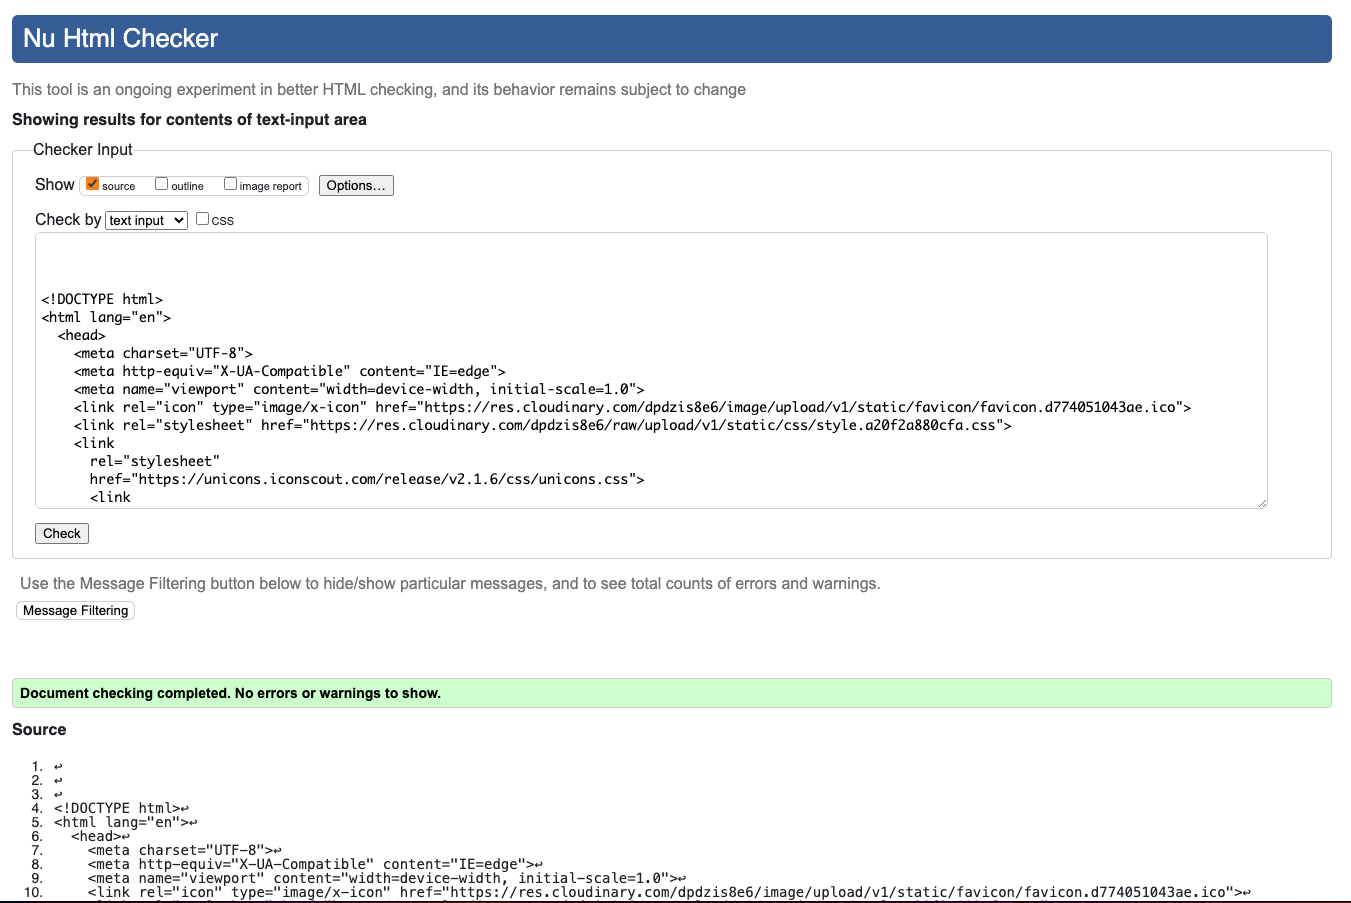 Nu Html Checker
This tool is an ongoing experiment in better HTML checking, and its behavior remains subject to change
Showing results for contents of text-input area
Checker Input
Show source outline image report Options...
Check by text input CSS
<!DOCTYPE html>
<html lang="en">
<head>
<meta charset="UTF-8">
<meta http-equiv="X-UA-Compatible" content="IE=edge">
<meta name="viewport" content="width=device-width, initial-scale=1.0">
<link rel="icon" type="image/x-icon" href="https://res.cloudinary.com/dpdzis8e6/image/upload/v1/static/favicon/favicon.d774051043ae.ico">
<link rel="stylesheet" href="https://res.cloudinary.com/dpdzis8e6/raw/upload/v1/static/css/style.a20f2a880cfa.css">
<link
rel="stylesheet"
href="https://unicons.iconscout.com/release/v2.1.6/css/unicons.css">
<link
Check
Use the Message Filtering button below to hide/show particular messages, and to see total counts of errors and warnings.
Message Filtering
Document checking completed. No errors or warnings to show.
Source
1. ↩
2. ↩
3. ↩
4. <!DOCTYPE html>↩
5. <html lang="en">↩
6. <head>↩
7. <meta charset="UTF-8">↩
8. <meta http-equiv="X-UA-Compatible" content="IE=edge">↩
9. <meta name="viewport" content="width=device-width, initial-scale=1.0">↩
10. <link rel="icon" type="image/x-icon" href="https://res.cloudinary.com/dpdzis8e6/image/upload/v1/static/favicon/favicon.d774051043ae.ico">↩